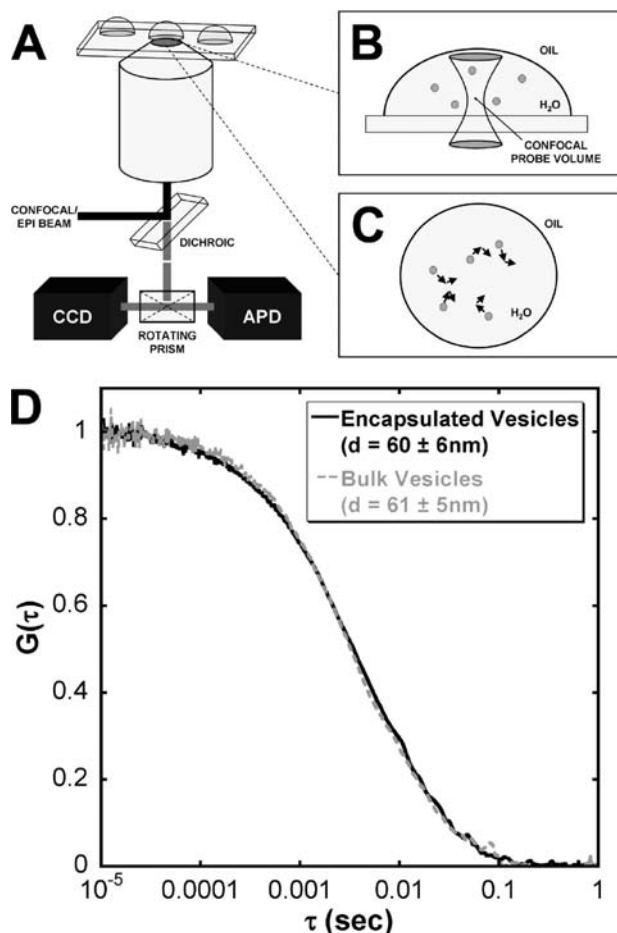 A
CONFOCAL/
EPI BEAM
DICHROIC
CCD
APD
ROTATING
PRISM
B
OIL
H₂O
CONFOCAL
PROBE VOLUME
C
OIL
H₂O
D
Encapsulated Vesicles
(d = 60 ± 6nm)
Bulk Vesicles
(d = 61 ± 5nm)
G(τ)
1
0.8
0.6
0.4
0.2
0
10⁻⁵ 0.0001 0.001 0.01 0.1 1
τ (sec)